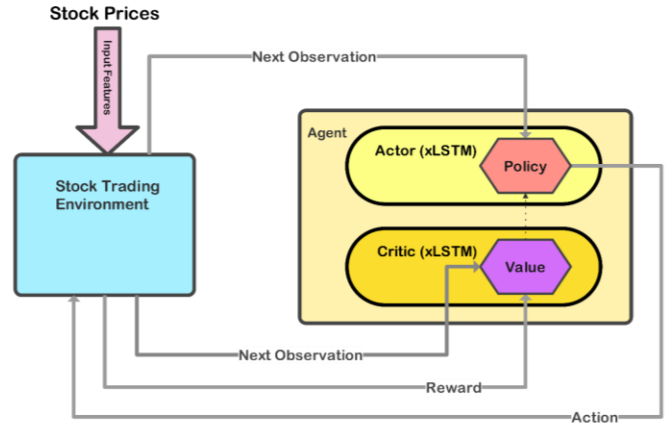 Stock Prices
Input Features
Next Observation
Agent
Actor (xLSTM)
Policy
Stock Trading
Environment
Critic (xLSTM)
Value
Next Observation
Reward
Action